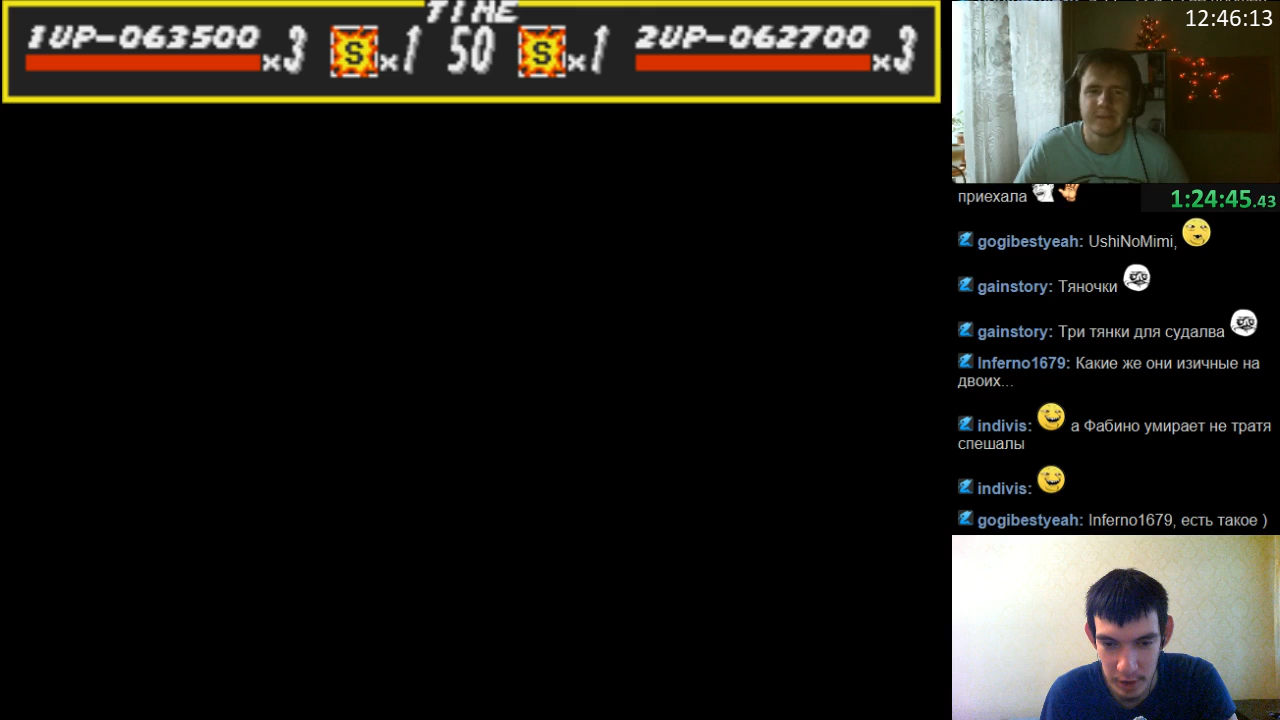 TIME
1UP-063500 ×3 S×1 50 S×1 2UP-062700 ×3
12:46:13
приехала
1:24:45.43
gogibestyeah: UshiNoMimi,
gainstory: Тяночки
gainstory: Три тянки для судалва
Inferno1679: Какие же они изичные на
двоих...
indivis: а Фабино умирает не тратя
спешалы
indivis:
gogibestyeah: Inferno1679, есть такое )